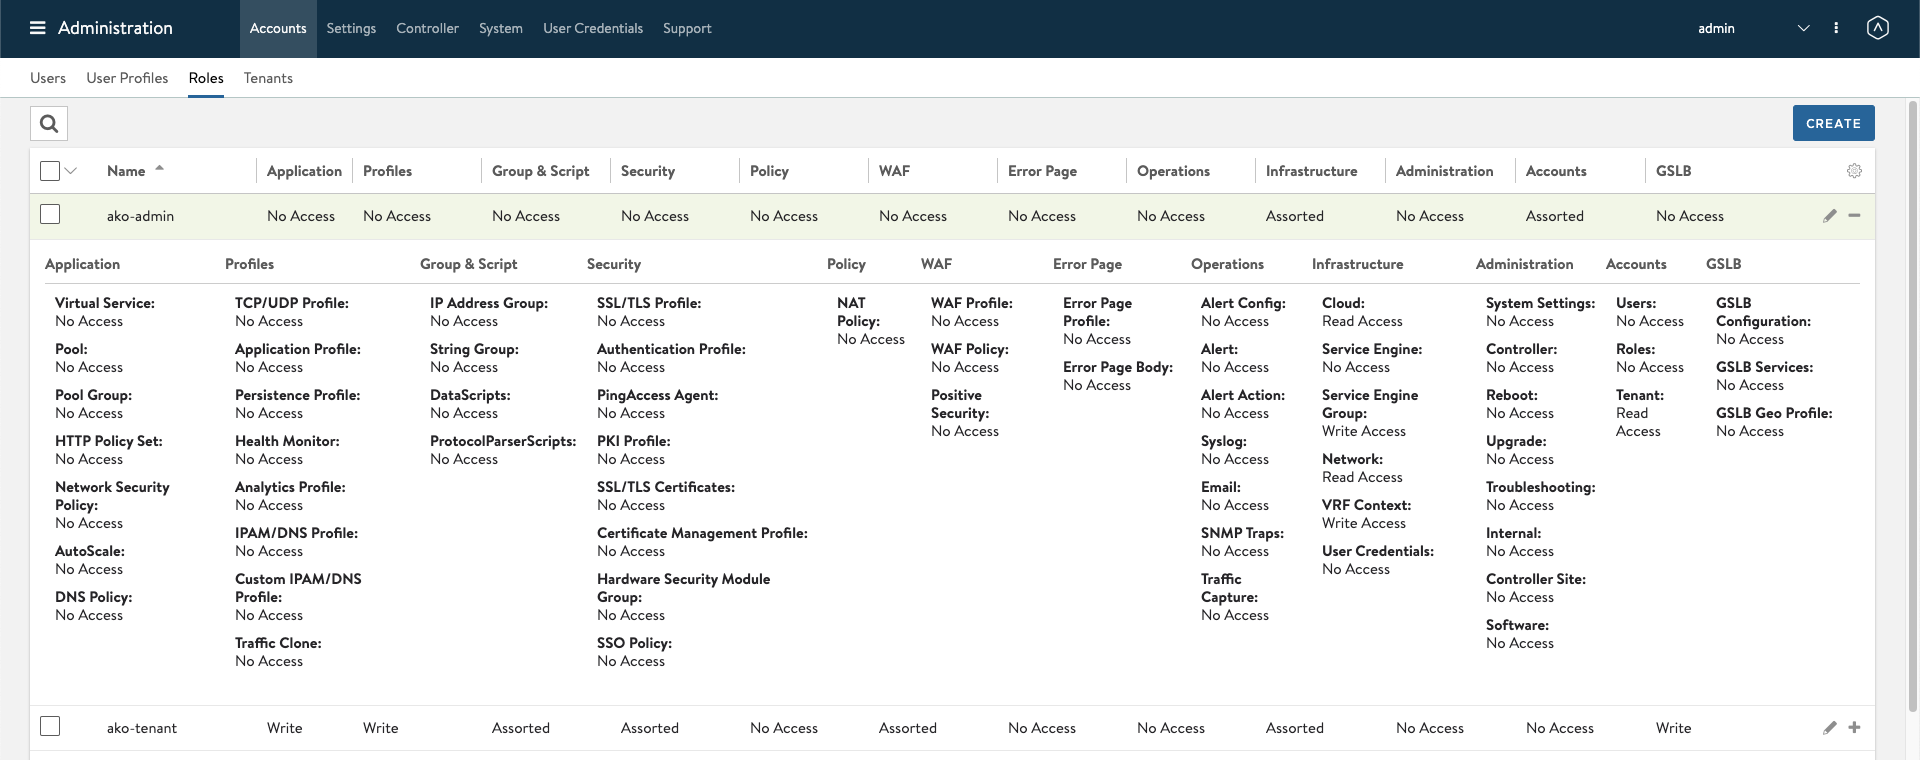 Administration
Accounts Settings Controller System User Credentials Support
admin
Users User Profiles Roles Tenants
CREATE
Name Application Profiles Group & Script Security Policy WAF Error Page Operations Infrastructure Administration Accounts GSLB
ako-admin No Access No Access No Access No Access No Access No Access No Access No Access Assorted No Access Assorted No Access
Application
Virtual Service:
No Access
Pool:
No Access
Pool Group:
No Access
HTTP Policy Set:
No Access
Network Security
Policy:
No Access
AutoScale:
No Access
DNS Policy:
No Access
Profiles
TCP/UDP Profile:
No Access
Application Profile:
No Access
Persistence Profile:
No Access
Health Monitor:
No Access
Analytics Profile:
No Access
IPAM/DNS Profile:
No Access
Custom IPAM/DNS
Profile:
No Access
Traffic Clone:
No Access
Group & Script
IP Address Group:
No Access
String Group:
No Access
DataScripts:
No Access
ProtocolParserScripts:
No Access
Security
SSL/TLS Profile:
No Access
Authentication Profile:
No Access
PingAccess Agent:
No Access
PKI Profile:
No Access
SSL/TLS Certificates:
No Access
Certificate Management Profile:
No Access
Hardware Security Module
Group:
No Access
SSO Policy:
No Access
Policy
NAT
Policy:
No Access
WAF
WAF Profile:
No Access
WAF Policy:
No Access
Positive
Security:
No Access
Error Page
Error Page
Profile:
No Access
Error Page Body:
No Access
Operations
Alert Config:
No Access
Alert:
No Access
Alert Action:
No Access
Syslog:
No Access
Email:
No Access
SNMP Traps:
No Access
Traffic
Capture:
No Access
Infrastructure
Cloud:
Read Access
Service Engine:
No Access
Service Engine
Group:
Write Access
Network:
Read Access
VRF Context:
Write Access
User Credentials:
No Access
Administration
System Settings:
No Access
Controller:
No Access
Reboot:
No Access
Upgrade:
No Access
Troubleshooting:
No Access
Internal:
No Access
Controller Site:
No Access
Software:
No Access
Accounts
Users:
No Access
Roles:
No Access
Tenant:
Read
Access
GSLB
GSLB
Configuration:
No Access
GSLB Services:
No Access
GSLB Geo Profile:
No Access
ako-tenant Write Write Assorted Assorted No Access Assorted No Access No Access Assorted No Access No Access Write